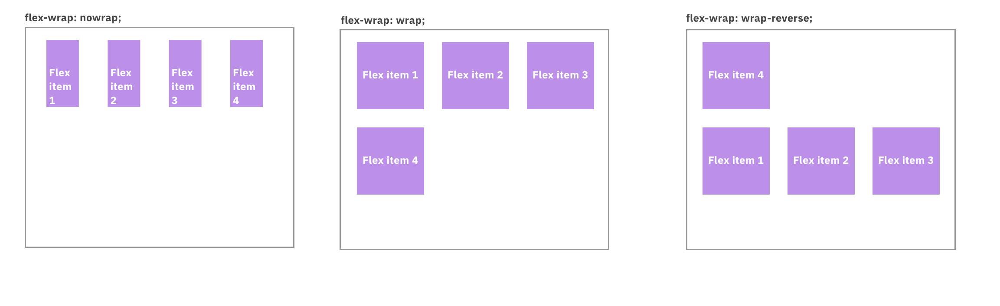 flex-wrap: nowrap;
Flex
item
1
Flex
item
2
Flex
item
3
Flex
item
4
flex-wrap: wrap;
Flex item 1
Flex item 2
Flex item 3
Flex item 4
flex-wrap: wrap-reverse;
Flex item 4
Flex item 1
Flex item 2
Flex item 3